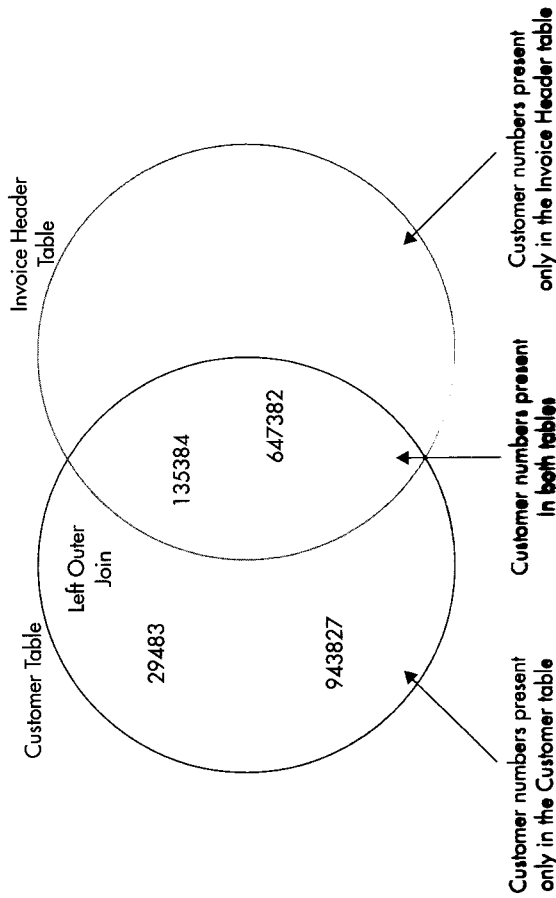 Customer Table
Invoice Header
Table
Left Outer
Join
29483
135384
943827
647382
Customer numbers present
only in the Customer table
Customer numbers present
In both tables
Customer numbers present
only in the Invoice Header table